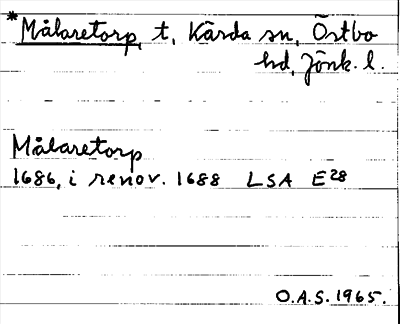 *Målaretorp, t, Kärda sn, Östbo
hd, Jönk. l.
Målaretorp
1686, i renov. 1688 LSA E28
O.A.S. 1965.